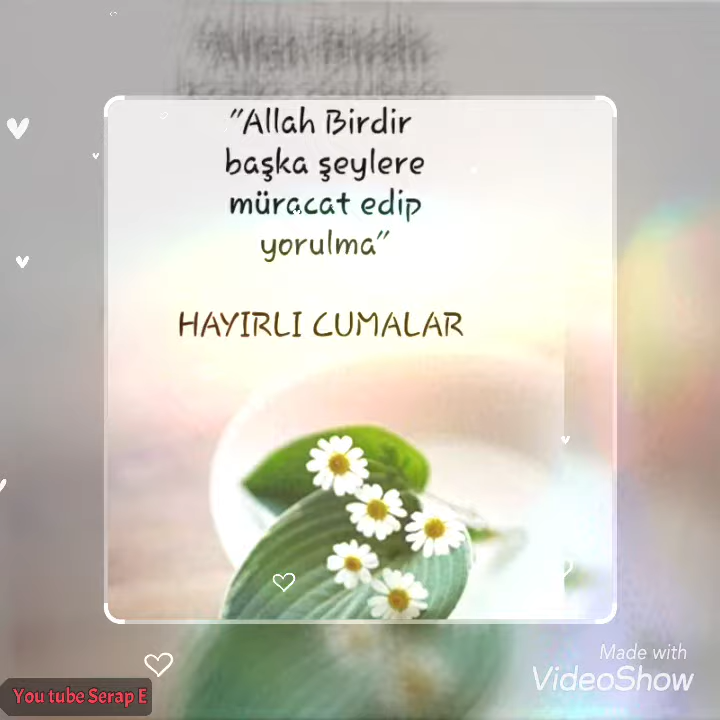 "Allah Birdir
başka şeylere
müracat edip
yorulma"
HAYIRLI CUMALAR
Made with
VideoShow
You tube Serap E